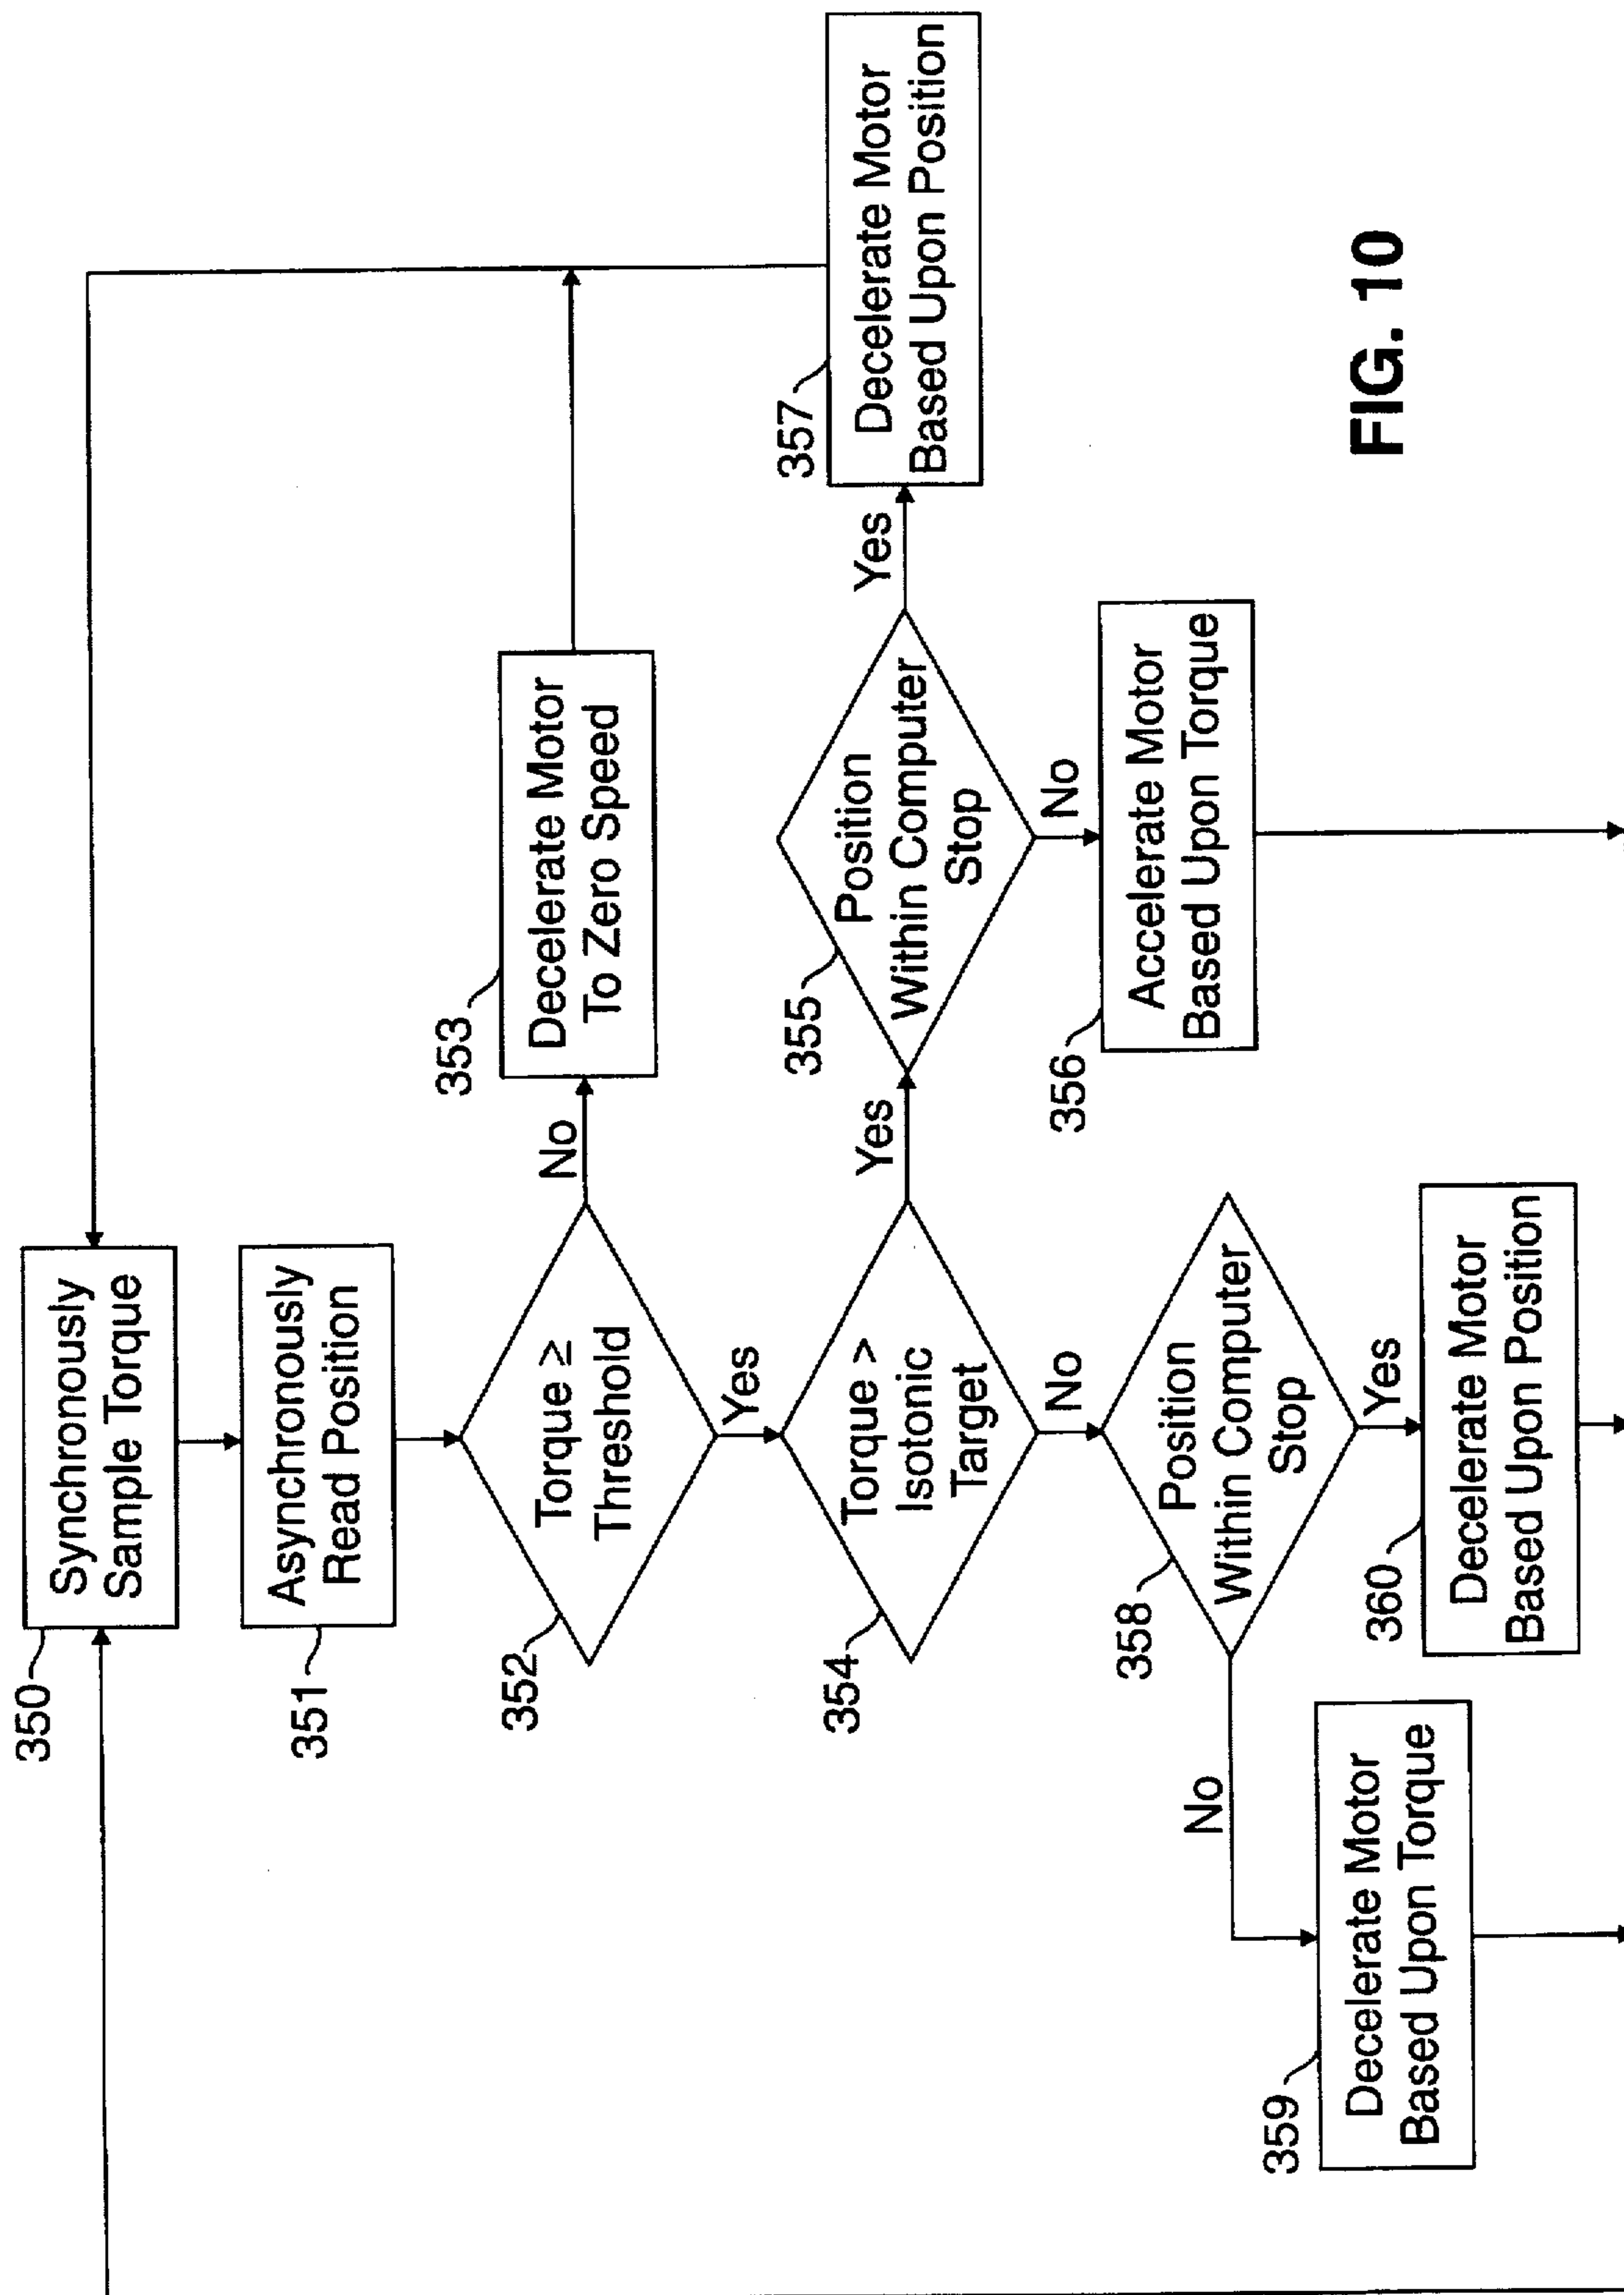 350
Synchronously
Sample Torque
351
Asynchronously
Read Position
352
Torque ≥
Threshold
No
353
Decelerate Motor
To Zero Speed
Yes
354
Torque >
Isotonic
Target
Yes
355
Position
Within Computer
Stop
Yes
357
Decelerate Motor
Based Upon Position
No
356
Accelerate Motor
Based Upon Torque
No
358
Position
Within Computer
Stop
No
359
Decelerate Motor
Based Upon Torque
Yes
360
Decelerate Motor
Based Upon Position
FIG. 10